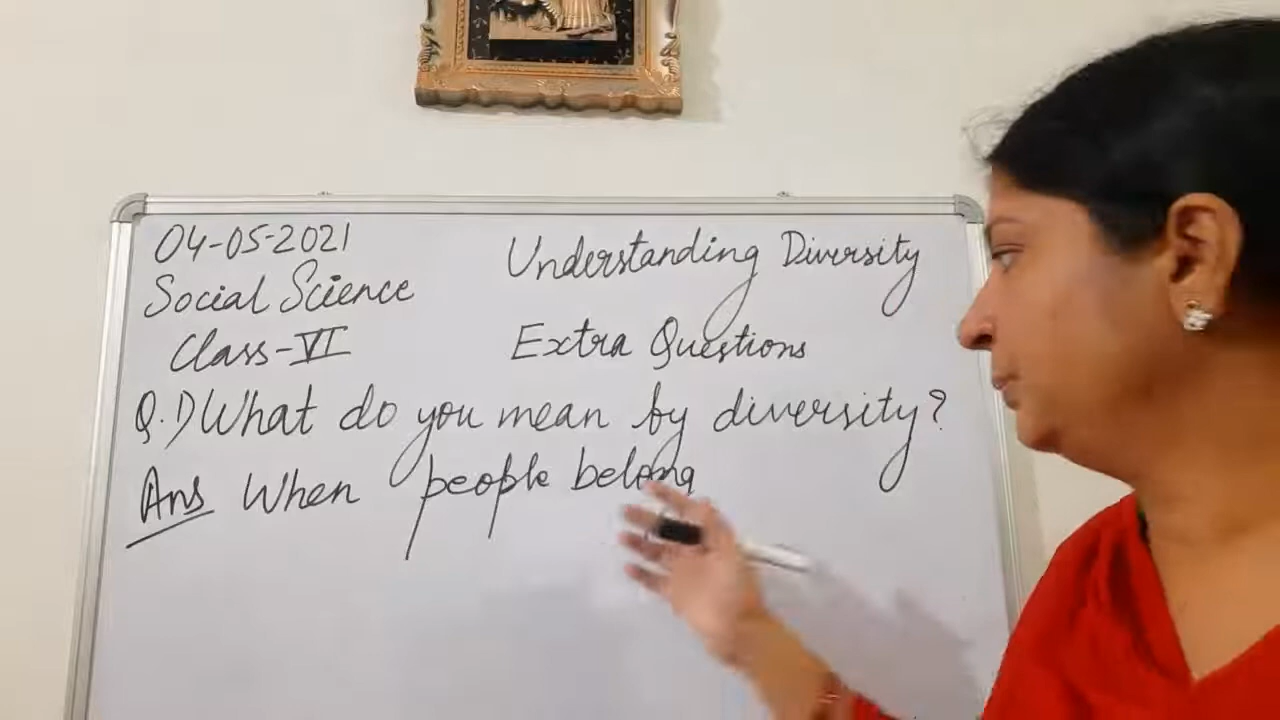 04-05-2021
Social Science
Class-VI
Understanding Diversity
Extra Questions
Q.1) What do you mean by diversity?
Ans When people belong